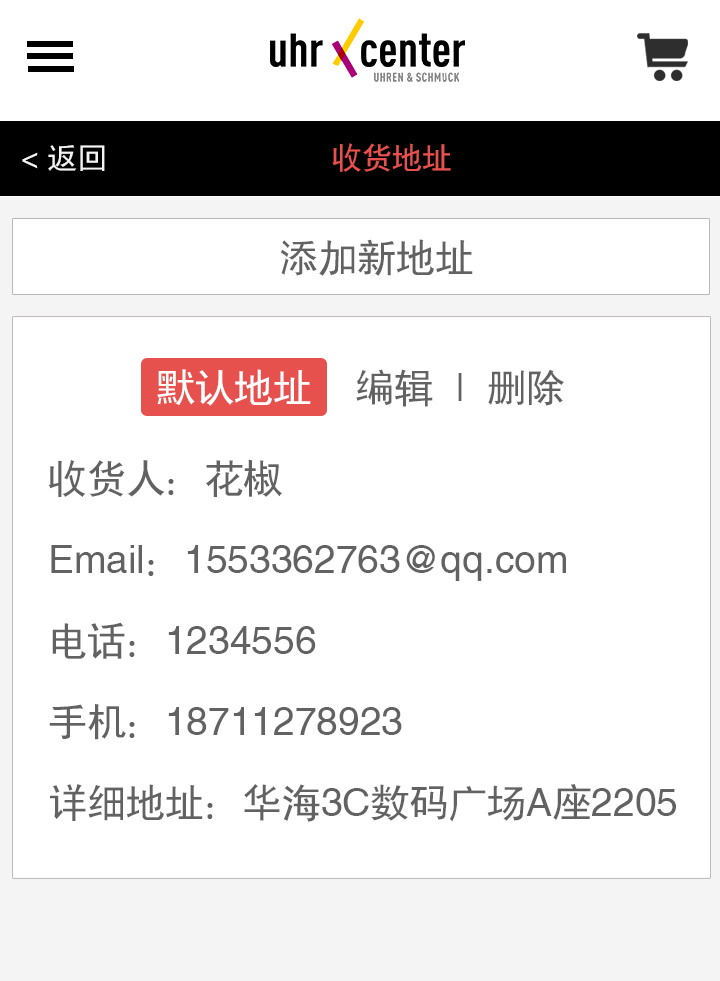 uhrcenter
UHREN & SCHMUCK
< 返回 收货地址
添加新地址
默认地址 编辑 | 删除
收货人：花椒
Email：1553362763@qq.com
电话：1234556
手机：18711278923
详细地址：华海3C数码广场A座2205